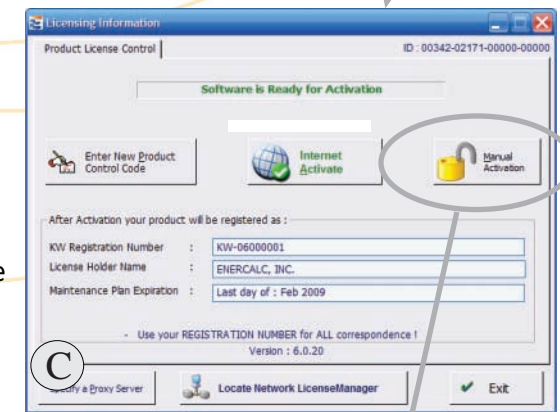 Licensing Information
Product License Control
ID : 00342-02171-00000-00000
Software is Ready for Activation
Enter New Product
Control Code
Internet
Activate
Manual
Activation
After Activation your product will be registered as :
KW Registration Number : KW-06000001
License Holder Name : ENERCALC, INC.
Maintenance Plan Expiration : Last day of : Feb 2009
- Use your REGISTRATION NUMBER for ALL correspondence !
Version : 6.0.20
e
C
a Proxy Server
Locate Network LicenseManager
Exit